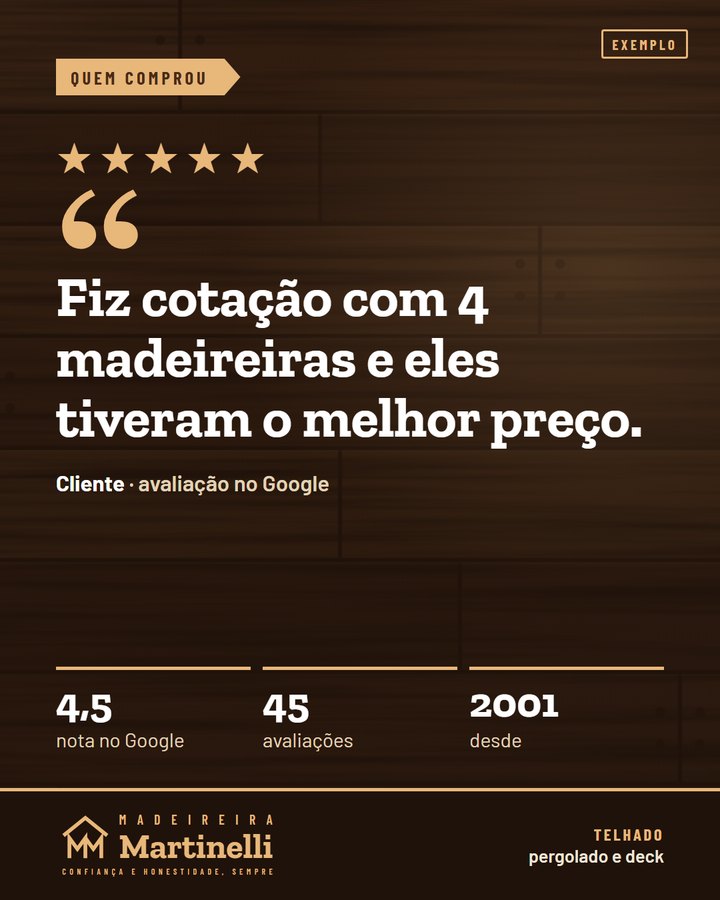 EXEMPLO
QUEM COMPROU
“
Fiz cotação com 4
madeireiras e eles
tiveram o melhor preço.
Cliente · avaliação no Google
4,5
nota no Google
45
avaliações
2001
desde
MADEIREIRA
Martinelli
CONFIANÇA E HONESTIDADE, SEMPRE
TELHADO
pergolado e deck